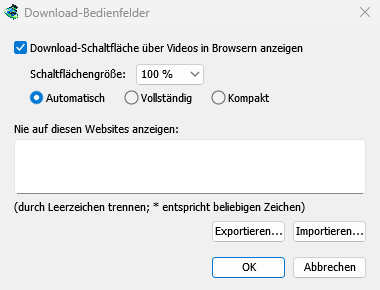 Download-Bedienfelder
Download-Schaltfläche über Videos in Browsern anzeigen
Schaltflächengröße: 100 %
Automatisch Vollständig Kompakt
Nie auf diesen Websites anzeigen:
(durch Leerzeichen trennen; * entspricht beliebigen Zeichen)
Exportieren... Importieren...
OK Abbrechen